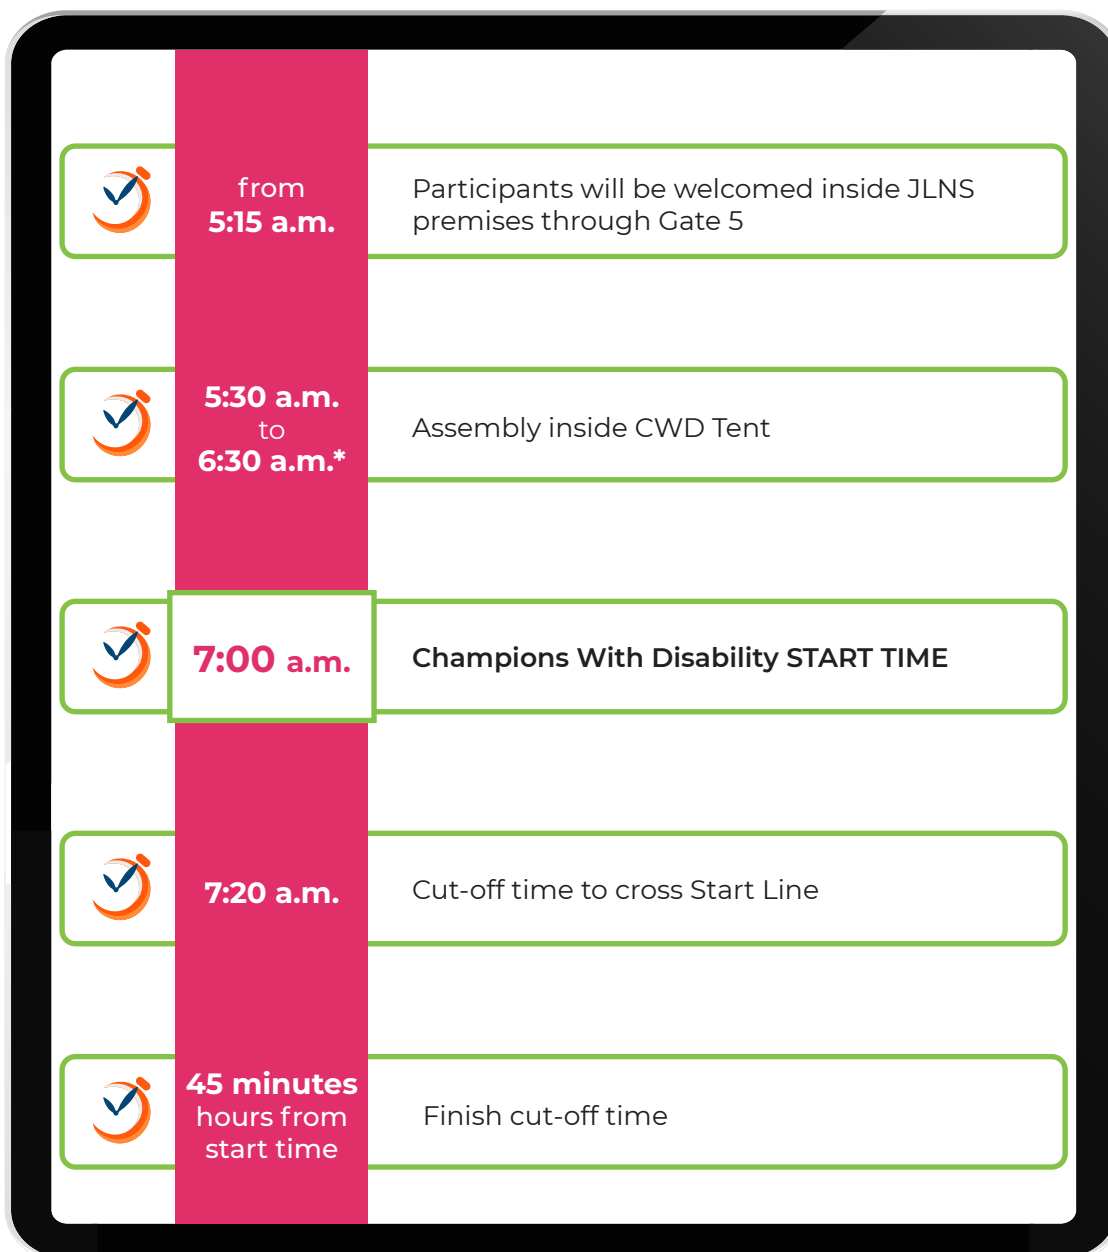 from
5:15 a.m.
Participants will be welcomed inside JLNS
premises through Gate 5
5:30 a.m.
to
6:30 a.m.*
Assembly inside CWD Tent
7:00 a.m.
Champions With Disability START TIME
7:20 a.m.
Cut-off time to cross Start Line
45 minutes
hours from
start time
Finish cut-off time